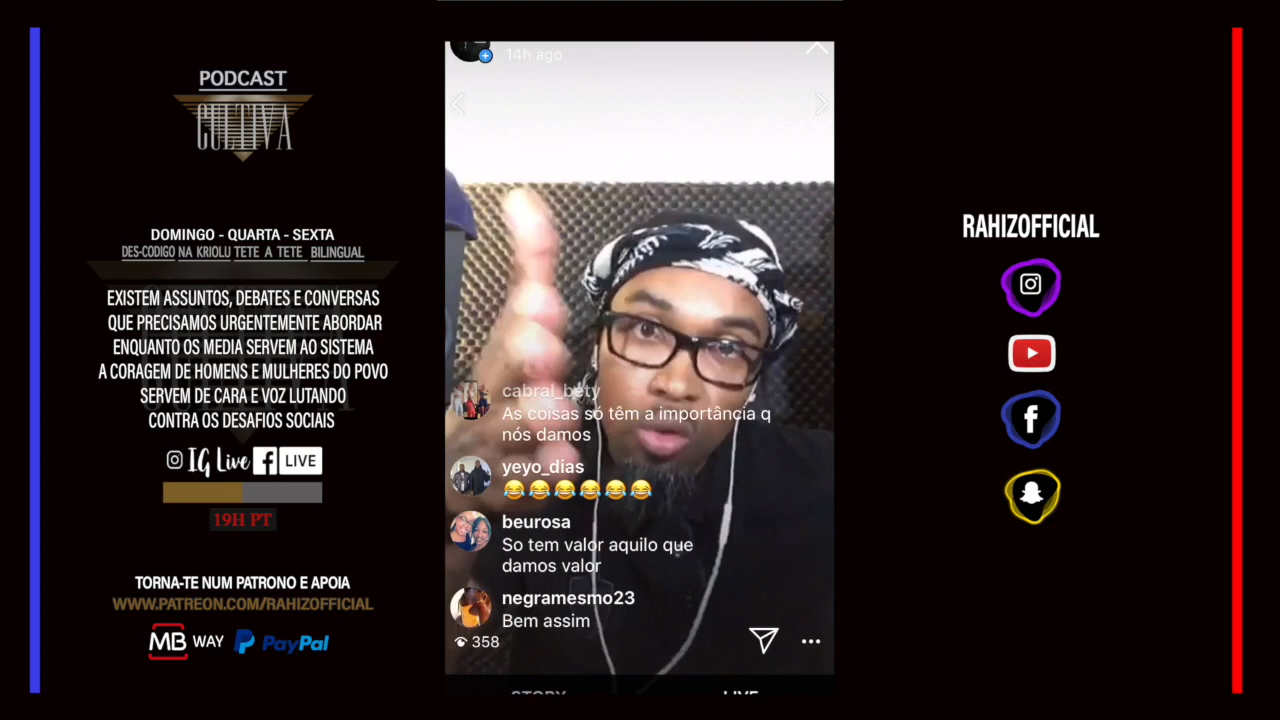 PODCAST
CULTIVA
DOMINGO - QUARTA - SEXTA
DES-CODIGO NA KRIOLU TETE A TETE BILINGUAL
EXISTEM ASSUNTOS, DEBATES E CONVERSAS
QUE PRECISAMOS URGENTEMENTE ABORDAR
ENQUANTO OS MEDIA SERVEM AO SISTEMA
A CORAGEM DE HOMENS E MULHERES DO POVO
SERVEM DE CARA E VOZ LUTANDO
CONTRA OS DESAFIOS SOCIAIS
IG Live f LIVE
19H PT
TORNA-TE NUM PATRONO E APOIA
WWW.PATREON.COM/RAHIZOFFICIAL
MB WAY PayPal
14h ago
cabral_bety
As coisas só têm a importância q
nós damos
yeyo_dias
😂😂😂😂😂😂
beurosa
So tem valor aquilo que
damos valor
negramesmo23
Bem assim
358
STORY LIVE
RAHIZOFFICIAL